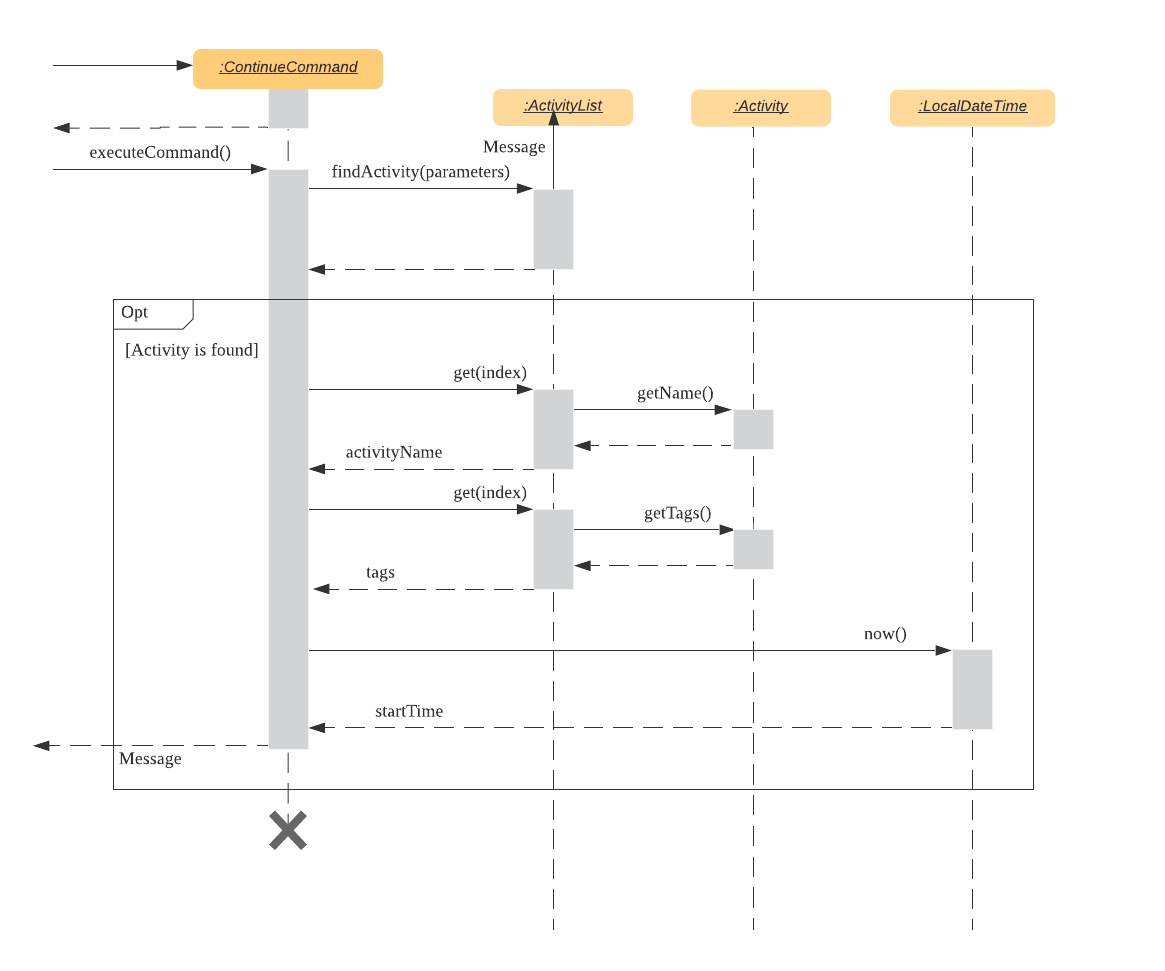 :ContinueCommand
:ActivityList
:Activity
:LocalDateTime
Message
executeCommand()
findActivity(parameters)
Opt
[Activity is found]
get(index)
getName()
activityName
get(index)
getTags()
tags
now()
startTime
Message